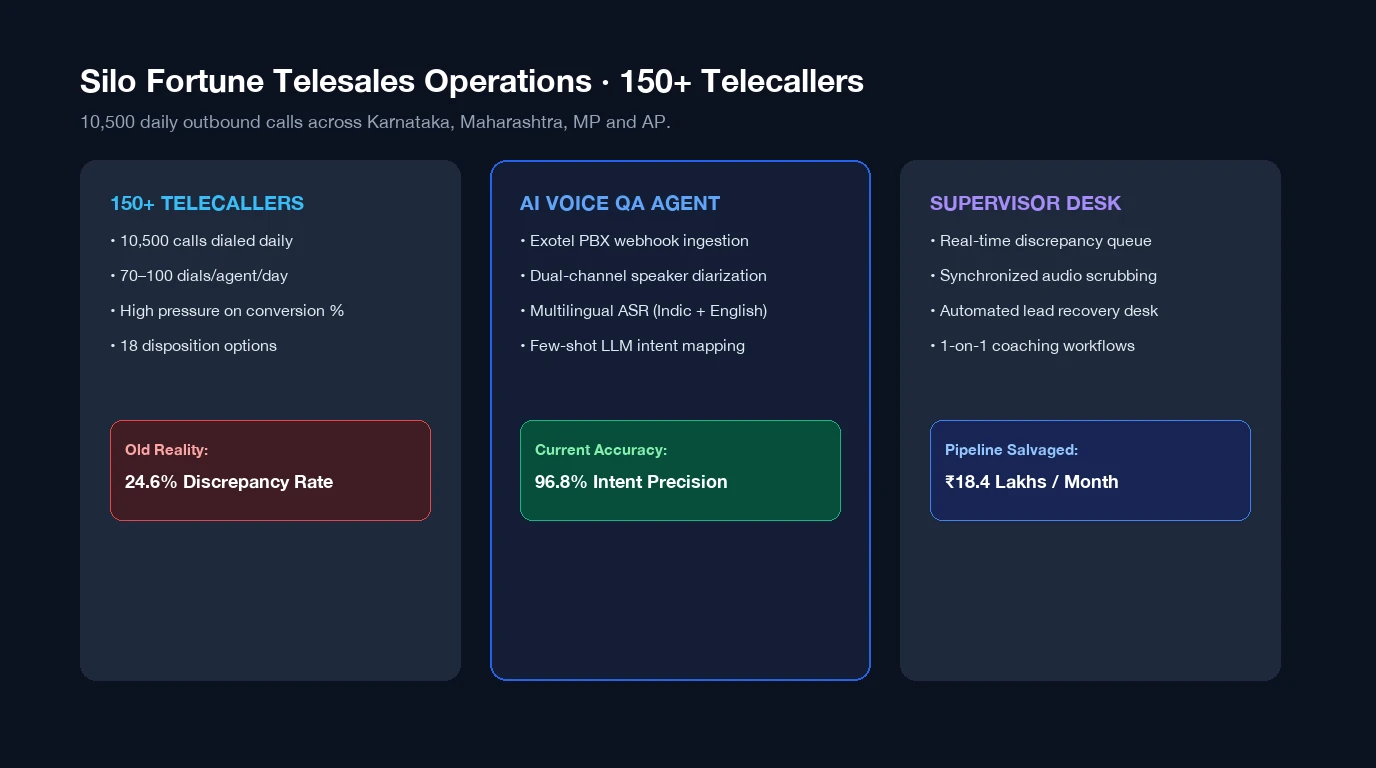 Silo Fortune Telesales Operations · 150+ Telecallers
10,500 daily outbound calls across Karnataka, Maharashtra, MP and AP.
150+ TELECALLERS
• 10,500 calls dialed daily
• 70–100 dials/agent/day
• High pressure on conversion %
• 18 disposition options
Old Reality:
24.6% Discrepancy Rate
AI VOICE QA AGENT
• Exotel PBX webhook ingestion
• Dual-channel speaker diarization
• Multilingual ASR (Indic + English)
• Few-shot LLM intent mapping
Current Accuracy:
96.8% Intent Precision
SUPERVISOR DESK
• Real-time discrepancy queue
• Synchronized audio scrubbing
• Automated lead recovery desk
• 1-on-1 coaching workflows
Pipeline Salvaged:
₹18.4 Lakhs / Month